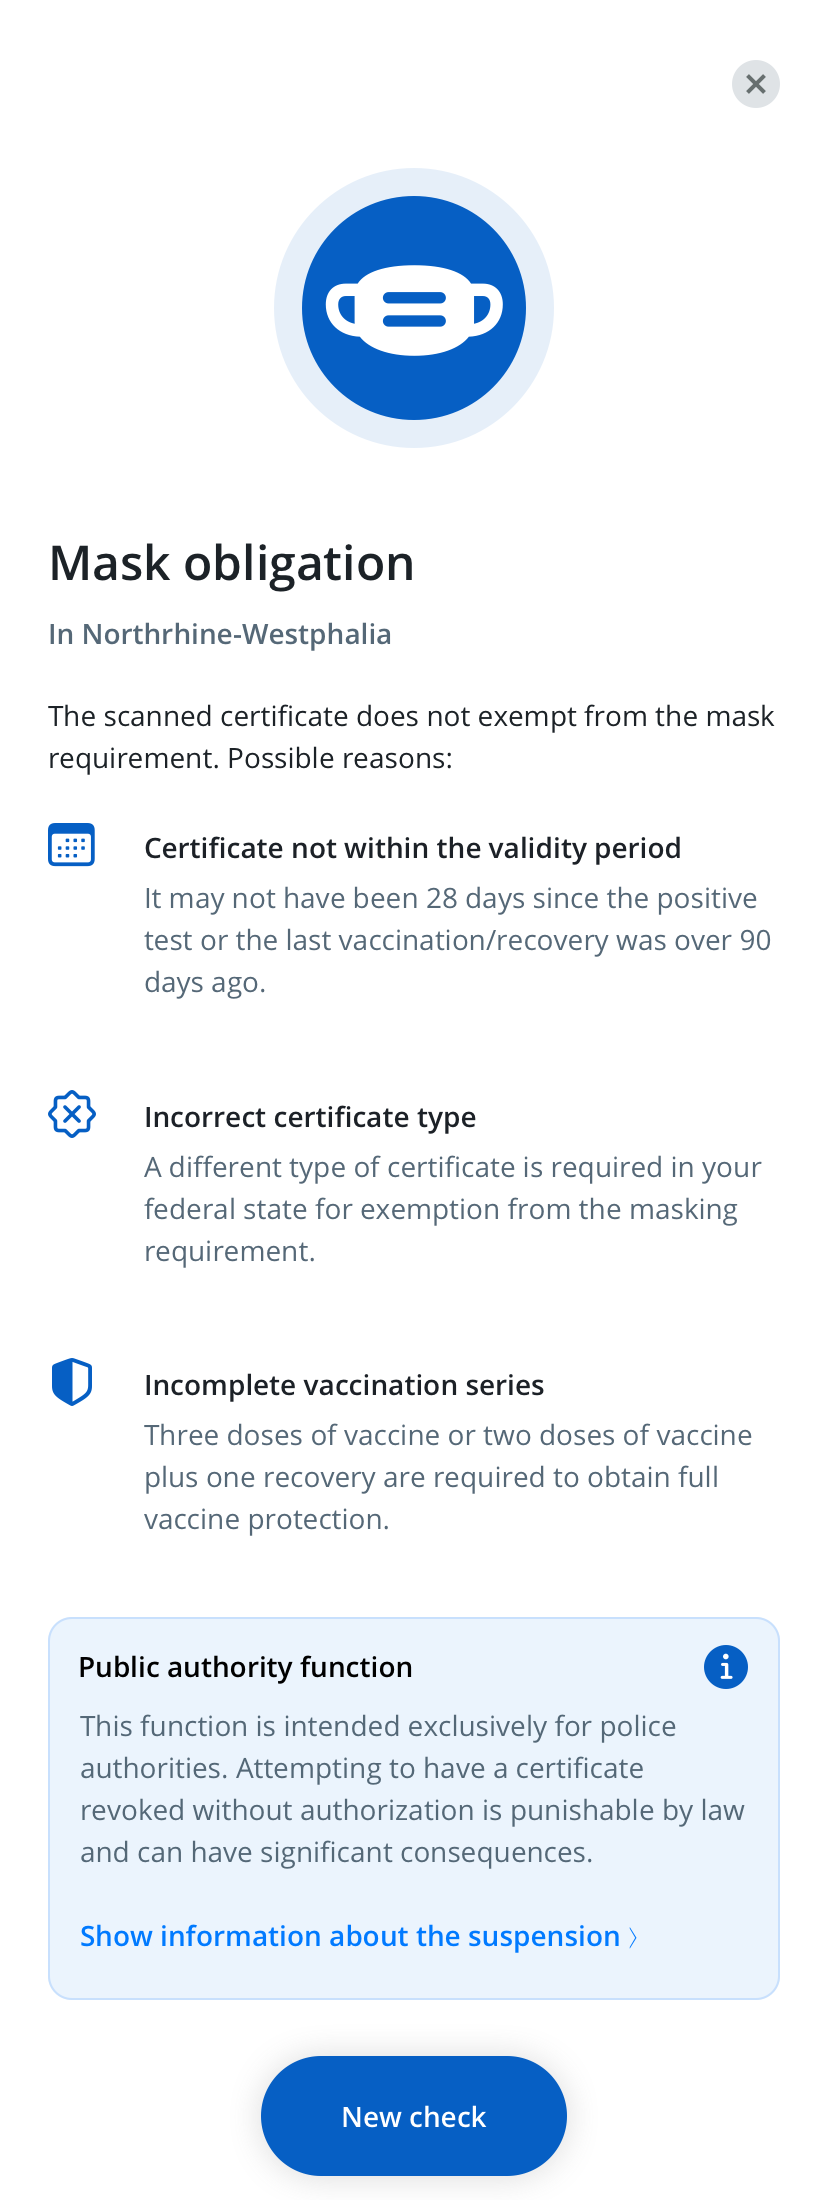 Mask obligation
In Northrhine-Westphalia
The scanned certificate does not exempt from the mask
requirement. Possible reasons:
Certificate not within the validity period
It may not have been 28 days since the positive
test or the last vaccination/recovery was over 90
days ago.
Incorrect certificate type
A different type of certificate is required in your
federal state for exemption from the masking
requirement.
Incomplete vaccination series
Three doses of vaccine or two doses of vaccine
plus one recovery are required to obtain full
vaccine protection.
Public authority function
This function is intended exclusively for police
authorities. Attempting to have a certificate
revoked without authorization is punishable by law
and can have significant consequences.
Show information about the suspension
New check